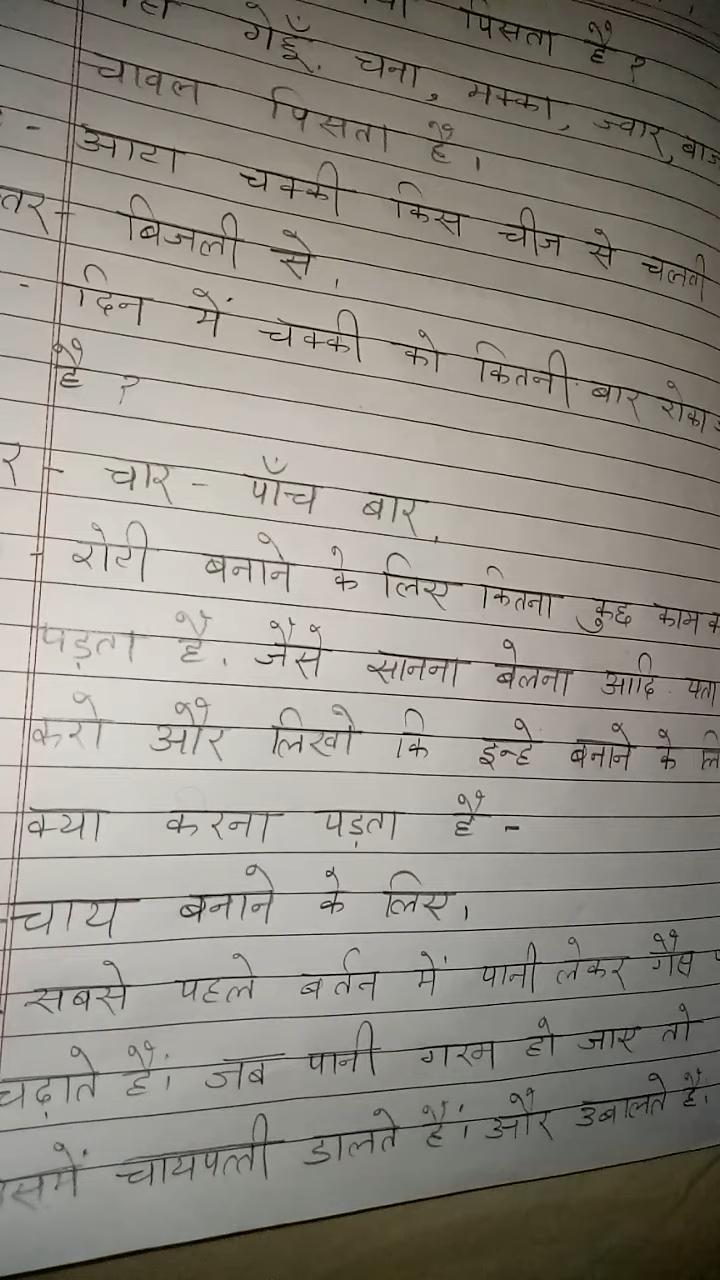 पिसता है ?
गेहूँ, चना, मक्का, ज्वार, बाज
चावल पिसता है।
- आटा चक्की किस चीज से चलती
तर - बिजली से।
- दिन में चक्की को कितनी बार रोका
है ?
र - चार - पाँच बार.
- रोटी बनाने के लिए कितना कुछ काम क
पड़ता है. जैसे सानना बेलना आदि. पता
करो और लिखो कि इन्हे बनाने के लि
क्या करना पड़ता है -
- चाय बनाने के लिए।
सबसे पहले बर्तन में पानी लेकर गैस
चढ़ाते हैं। जब पानी गरम हो जाए तो
उसमें चायपत्ती डालते हैं। और उबालते हैं।